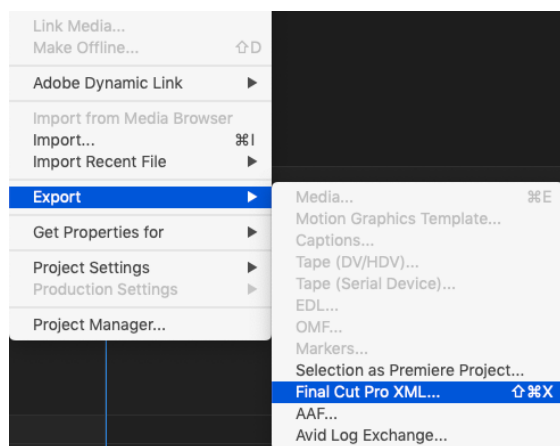 Link Media...
Make Offline... ⇧D
Adobe Dynamic Link ▶
Import from Media Browser
Import... ⌘I
Import Recent File ▶
Export ▶
Get Properties for ▶
Project Settings ▶
Production Settings ▶
Project Manager...
Media... ⌘E
Motion Graphics Template...
Captions...
Tape (DV/HDV)...
Tape (Serial Device)...
EDL...
OMF...
Markers...
Selection as Premiere Project...
Final Cut Pro XML... ⇧⌘X
AAF...
Avid Log Exchange...